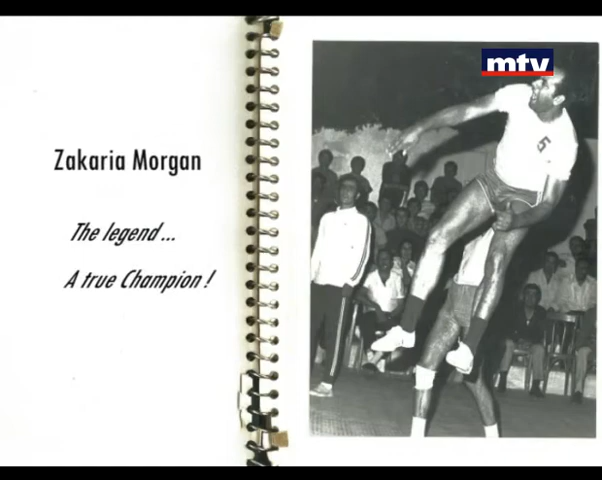 Zakaria Morgan
The legend ...
A true Champion !
mtv
5